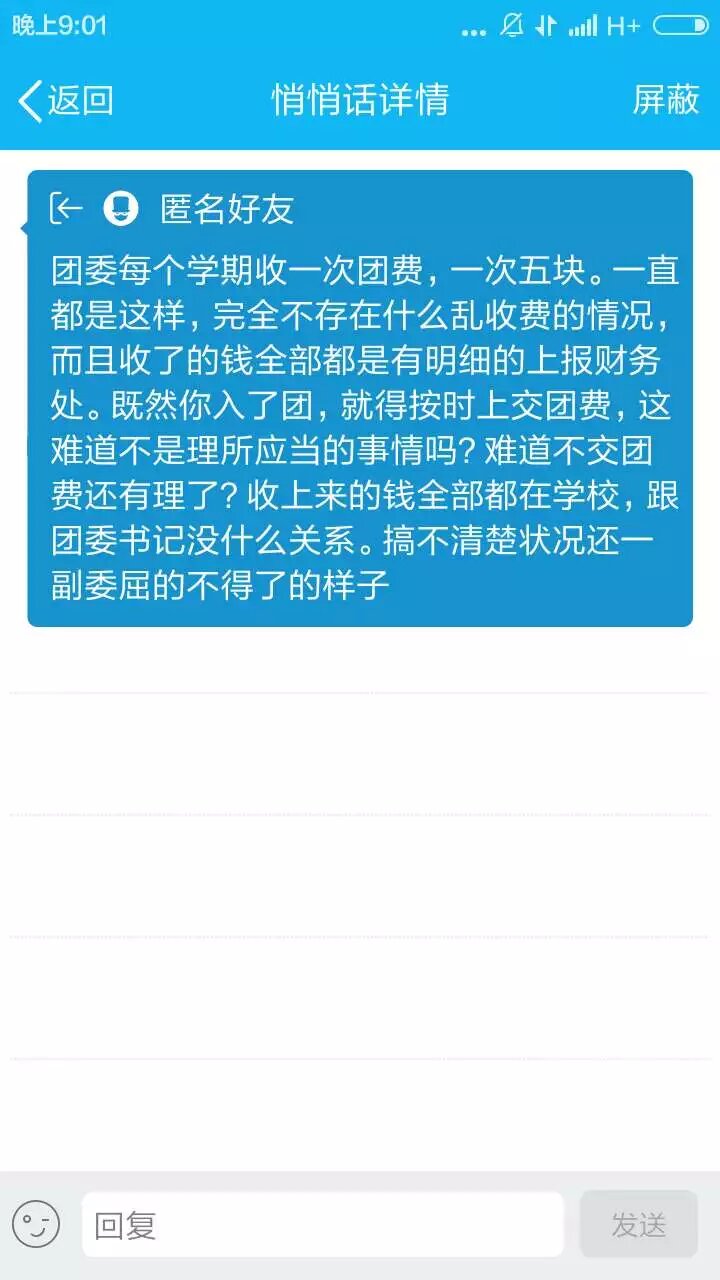 晚上9:01
H+
返回
悄悄话详情
屏蔽
匿名好友
团委每个学期收一次团费，一次五块。一直
都是这样，完全不存在什么乱收费的情况，
而且收了的钱全部都是有明细的上报财务
处。既然你入了团，就得按时上交团费，这
难道不是理所应当的事情吗？难道不交团
费还有理了？收上来的钱全部都在学校，跟
团委书记没什么关系。搞不清楚状况还一
副委屈的不得了的样子
回复
发送